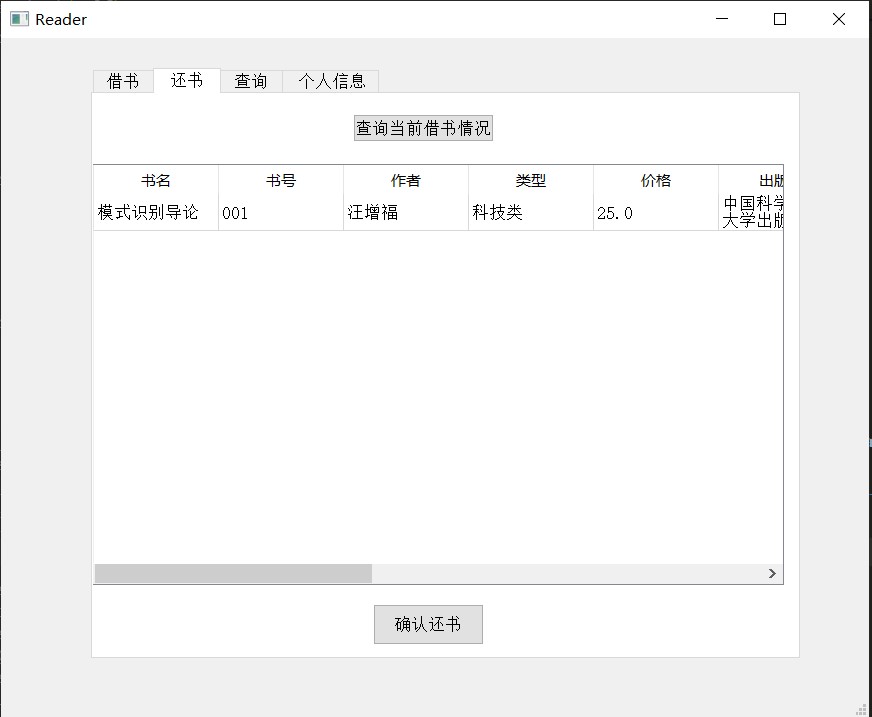 Reader
借书 还书 查询 个人信息
查询当前借书情况
书名 书号 作者 类型 价格 出版
模式识别导论 001 汪增福 科技类 25.0 中国科学
大学出版
确认还书